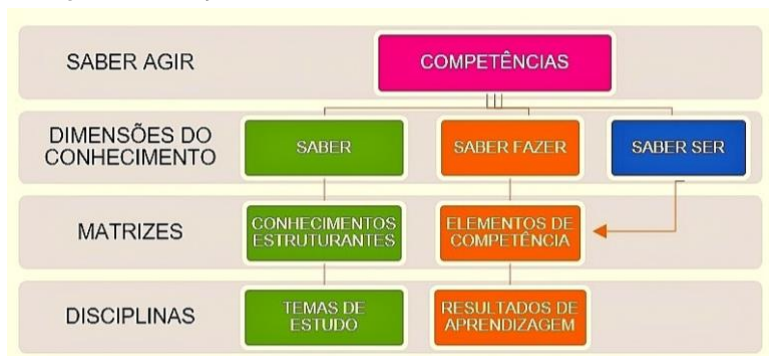 SABER AGIR
COMPETÊNCIAS
DIMENSÕES DO
CONHECIMENTO
SABER
SABER FAZER
SABER SER
MATRIZES
CONHECIMENTOS
ESTRUTURANTES
ELEMENTOS DE
COMPETÊNCIA
DISCIPLINAS
TEMAS DE
ESTUDO
RESULTADOS DE
APRENDIZAGEM